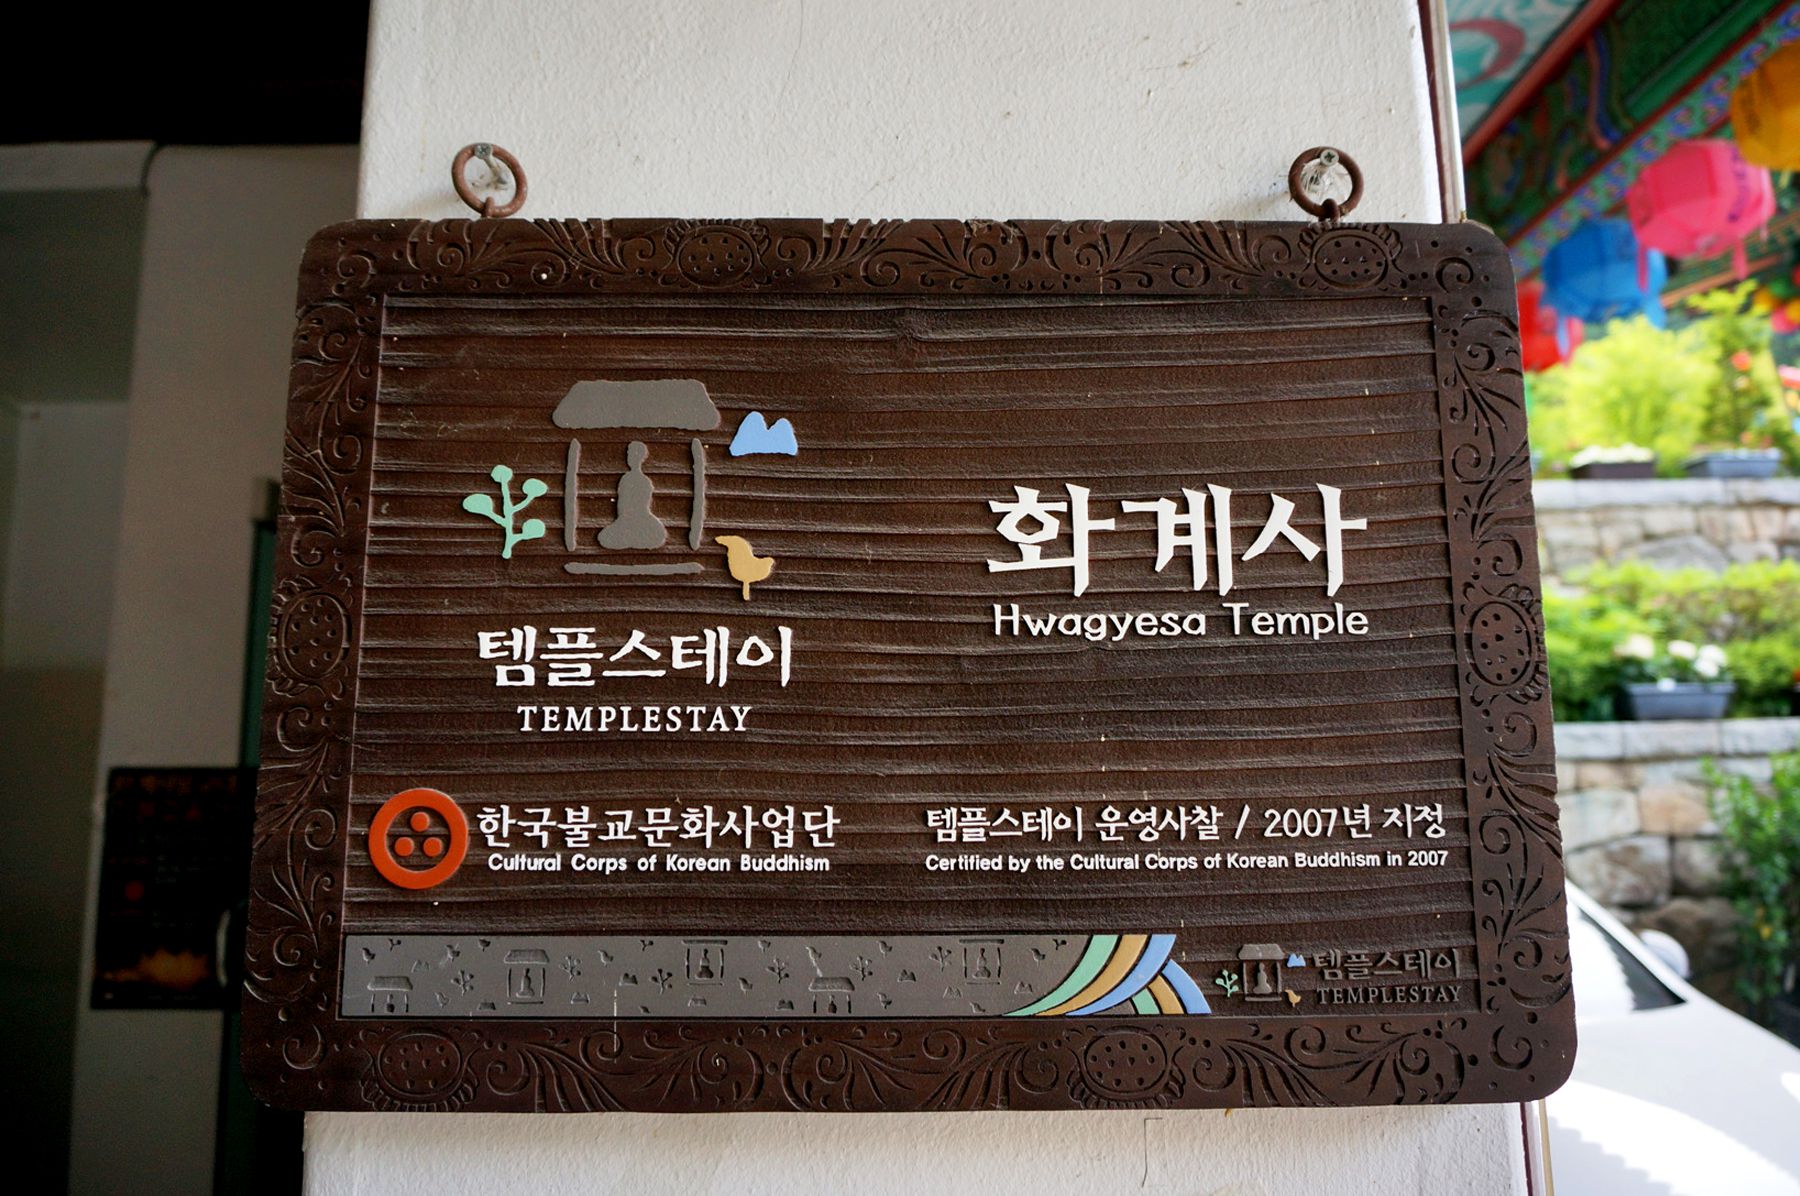 화계사
Hwagyesa Temple
템플스테이
TEMPLESTAY
한국불교문화사업단
Cultural Corps of Korean Buddhism
템플스테이 운영사찰 / 2007년 지정
Certified by the Cultural Corps of Korean Buddhism in 2007
템플스테이
TEMPLESTAY